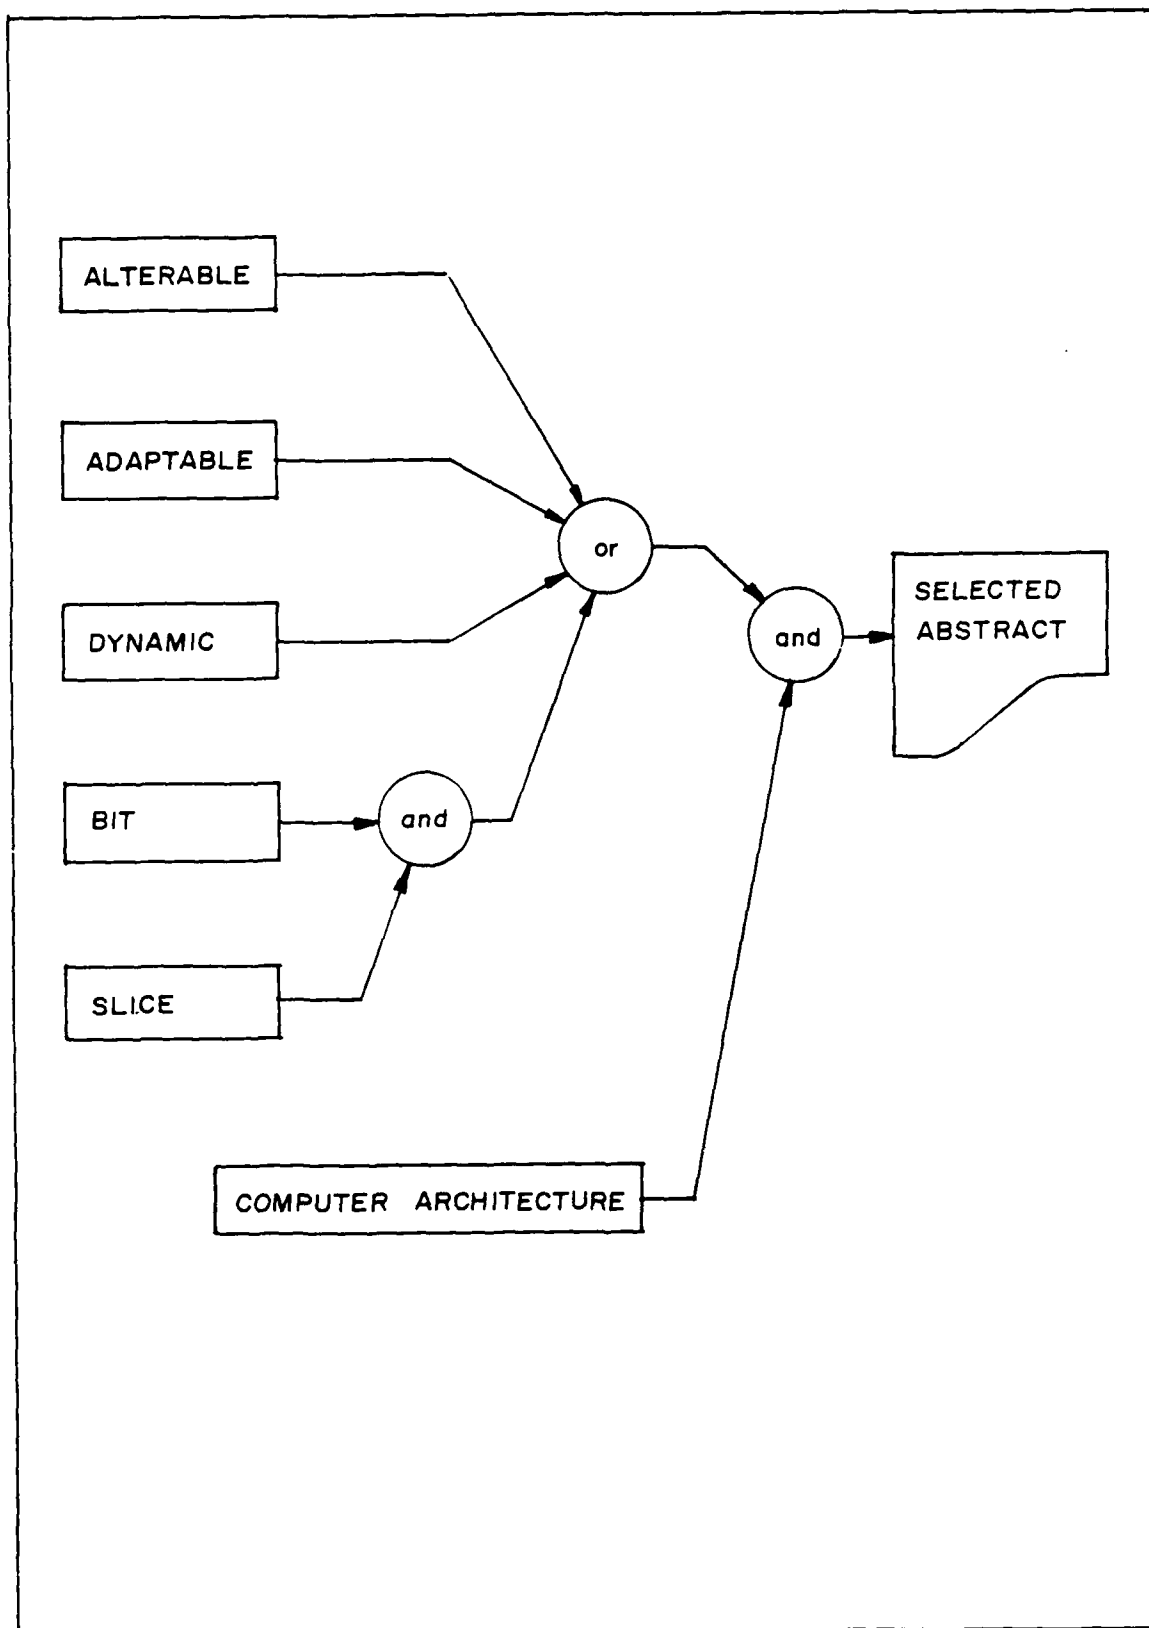 ALTERABLE
ADAPTABLE
DYNAMIC
BIT
SLICE
and
or
and
SELECTED
ABSTRACT
COMPUTER ARCHITECTURE